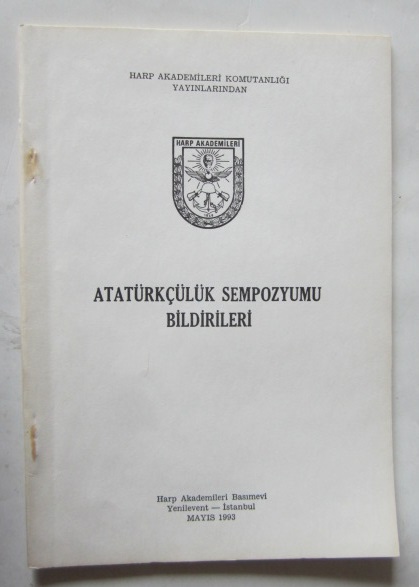 HARP AKADEMİLERİ KOMUTANLIĞI
YAYINLARINDAN
HARP AKADEMİLERİ
ATATÜRKÇÜLÜK SEMPOZYUMU
BİLDİRİLERİ
Harp Akademileri Basımevi
Yenilevent — İstanbul
MAYIS 1993